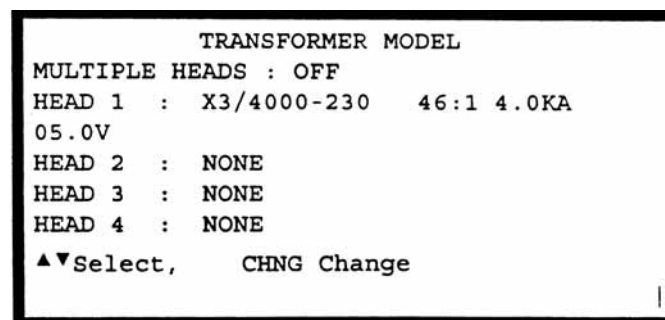 TRANSFORMER MODEL
MULTIPLE HEADS : OFF
HEAD 1 : X3/4000-230 46:1 4.0KA
05.0V
HEAD 2 : NONE
HEAD 3 : NONE
HEAD 4 : NONE
▲▼Select, CHNG Change